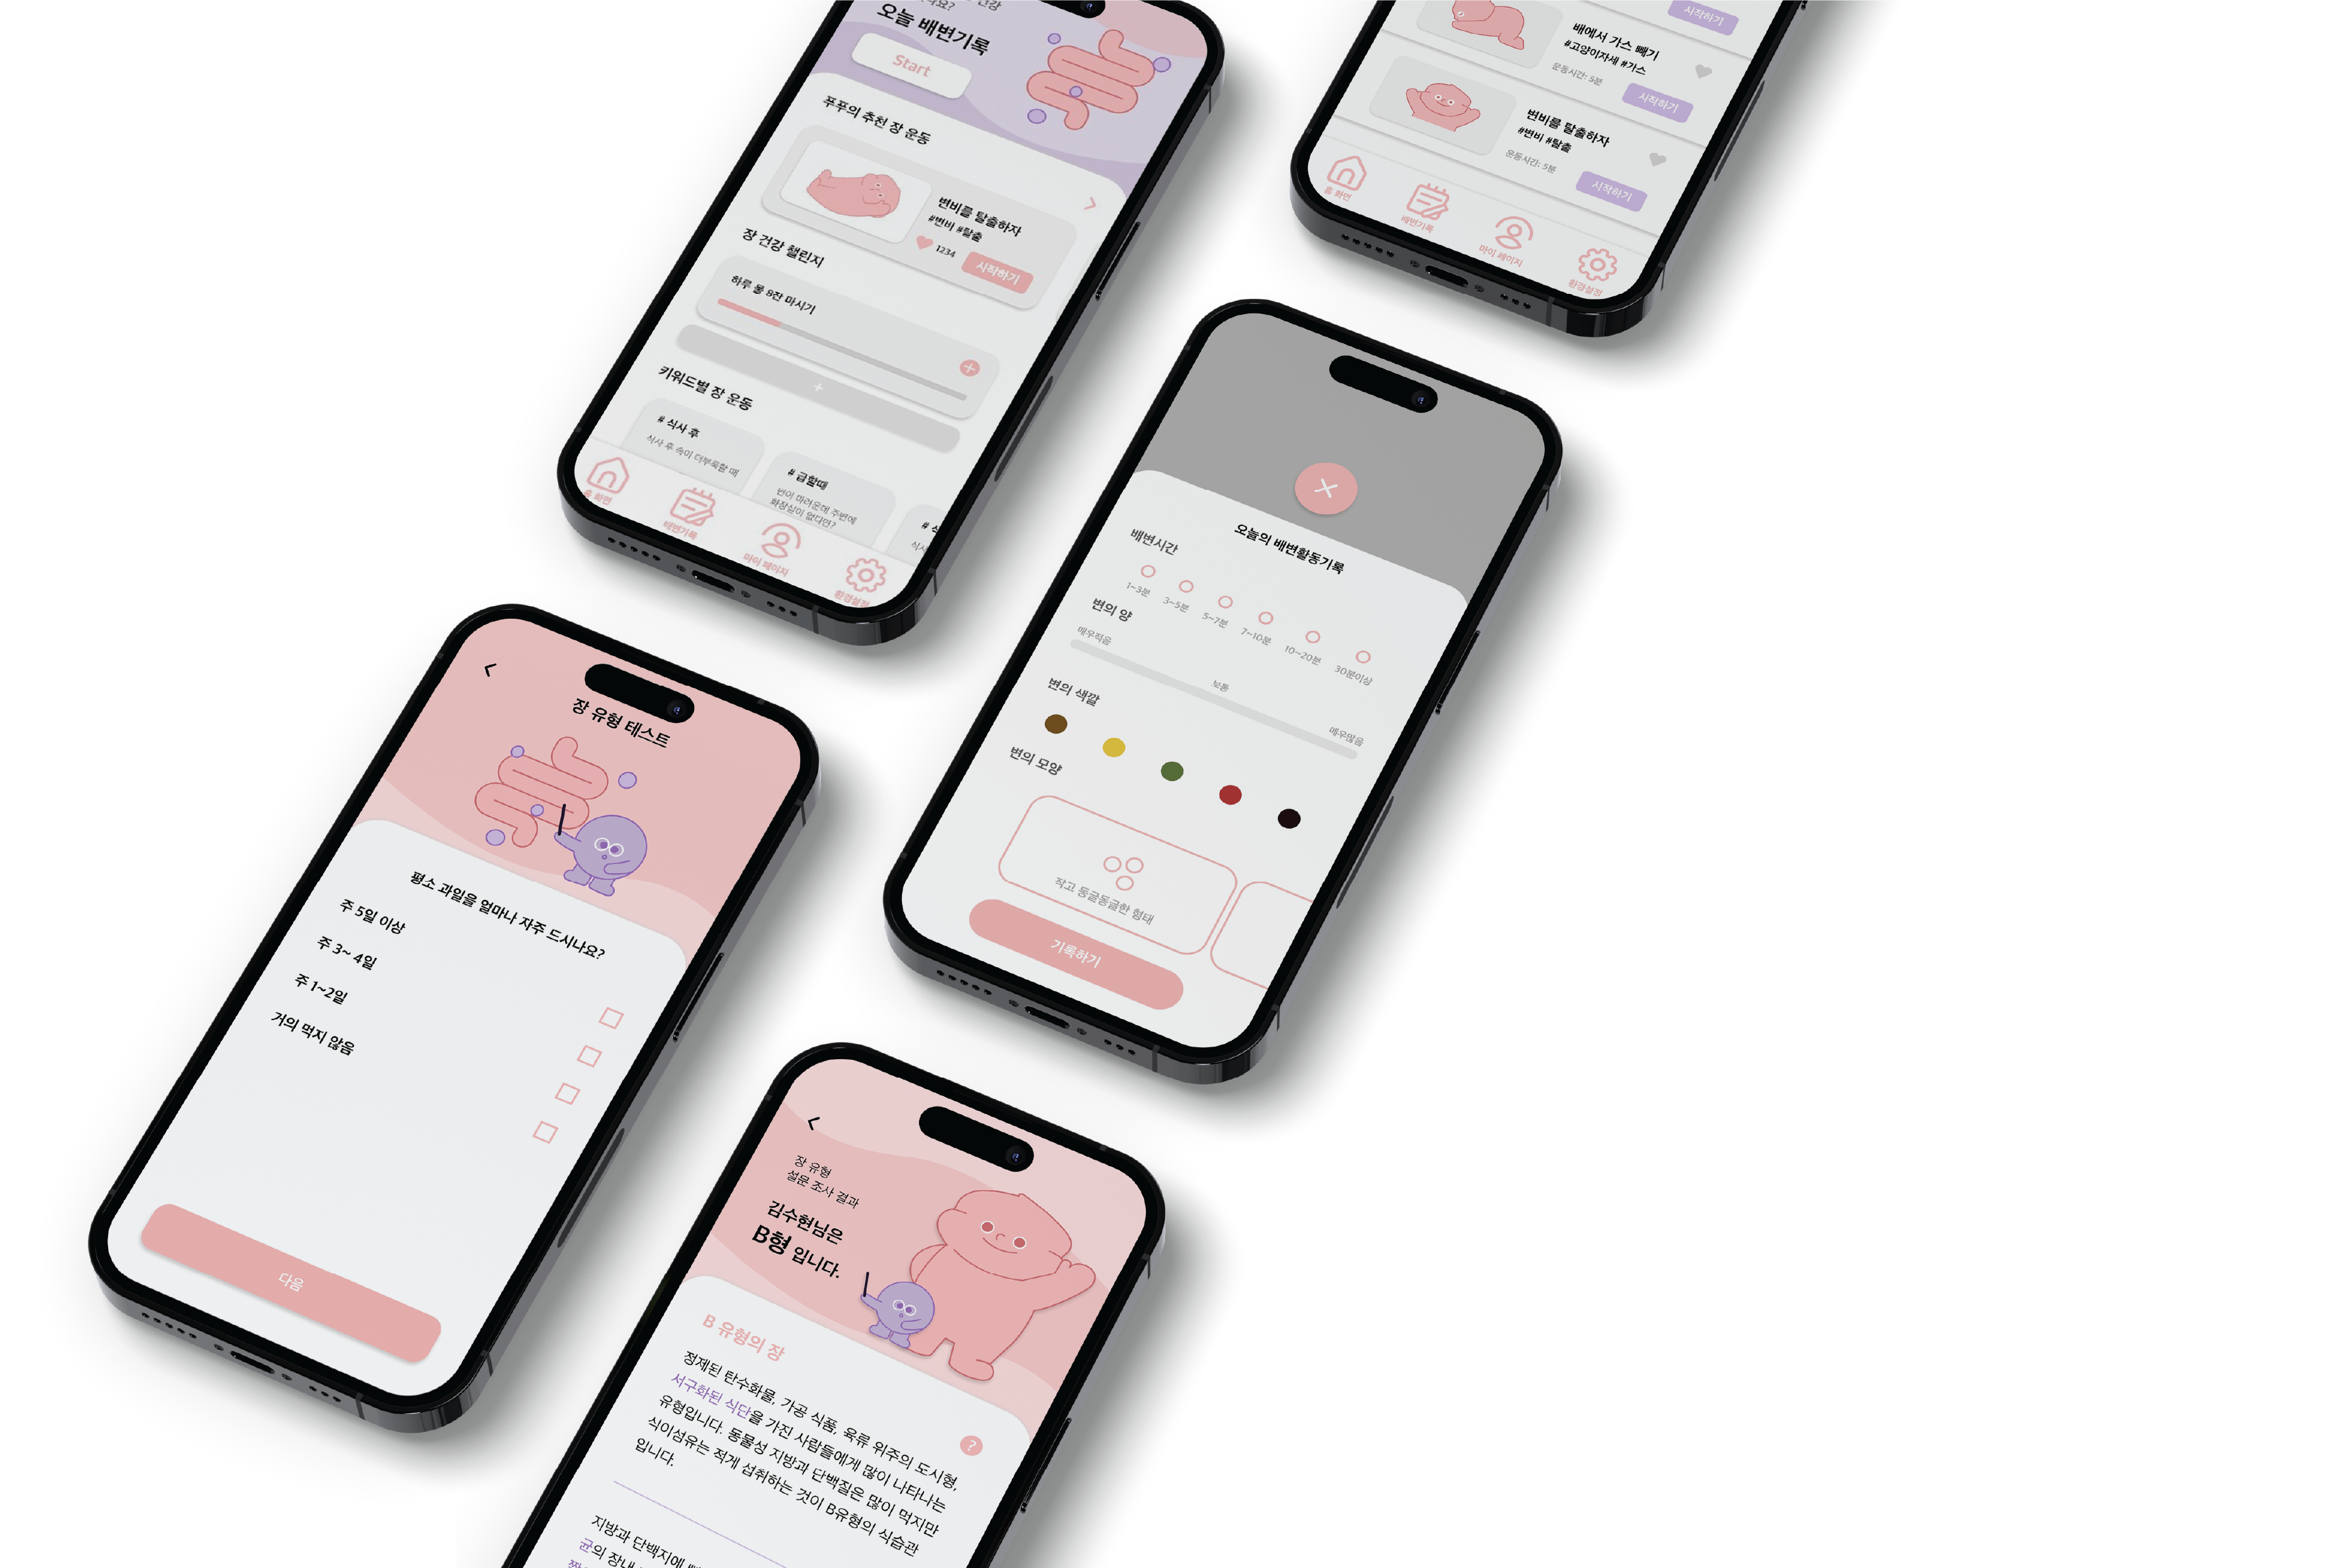 오늘 배변기록
Start
푸푸의 추천 장 운동
변비를 탈출하자
#변비 #탈출
1234
시작하기
장 건강 챌린지
하루 물 8잔 마시기
+
키워드별 장 운동
# 식사 후
식사 후 속이 더부룩할 때
# 급할때
변이 마려운데 주변에
화장실이 없다면?
홈 화면
배변기록
마이 페이지
환경설정
시작하기
배에서 가스 빼기
#고양이자세 #가스
운동시간: 5분
시작하기
변비를 탈출하자
#변비 #탈출
운동시간: 5분
시작하기
홈 화면
배변기록
마이 페이지
환경설정
오늘의 배변활동기록
배변시간
1~3분
3~5분
5~7분
7~10분
10~20분
30분이상
변의 양
매우적음
보통
매우많음
변의 색깔
변의 모양
작고 동글동글한 형태
기록하기
장 유형 테스트
평소 과일을 얼마나 자주 드시나요?
주 5일 이상
주 3~ 4일
주 1~2일
거의 먹지 않음
다음
장 유형
설문 조사 결과
김수현님은
B형 입니다.
B 유형의 장
?
정제된 탄수화물, 가공 식품, 육류 위주의 도시형,
서구화된 식단을 가진 사람들에게 많이 나타나는
유형입니다. 동물성 지방과 단백질은 많이 먹지만
식이섬유는 적게 섭취하는 것이 B유형의 식습관
입니다.
지방과 단백지에
균의 장내